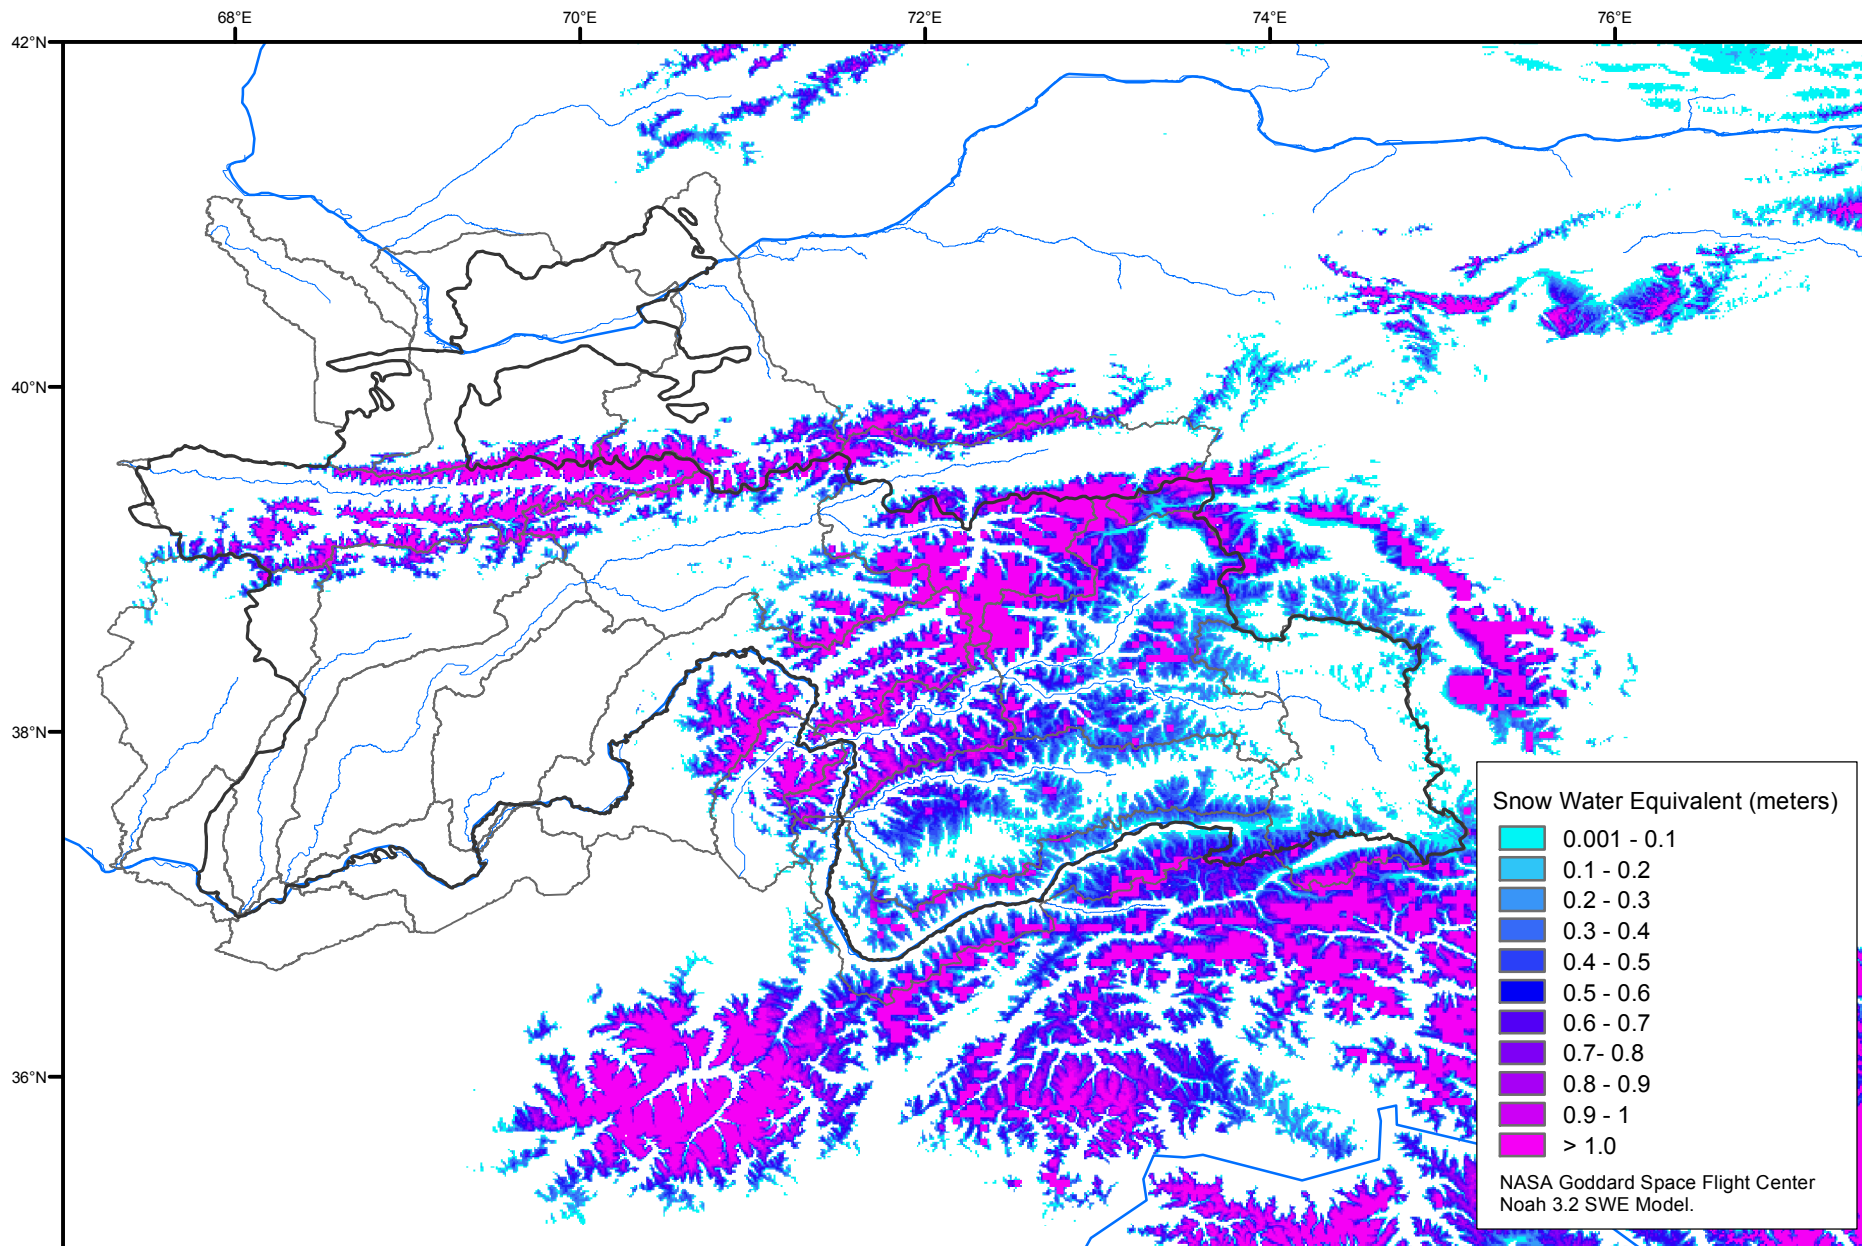 68°E 70°E 72°E 74°E 76°E
42°N
40°N
38°N
36°N
Snow Water Equivalent (meters)
0.001 - 0.1
0.1 - 0.2
0.2 - 0.3
0.3 - 0.4
0.4 - 0.5
0.5 - 0.6
0.6 - 0.7
0.7- 0.8
0.8 - 0.9
0.9 - 1
> 1.0
NASA Goddard Space Flight Center
Noah 3.2 SWE Model.